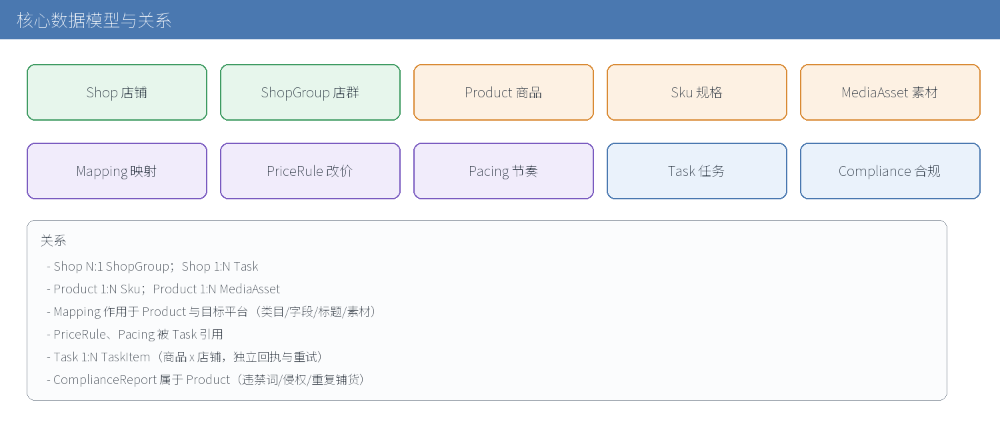 核心数据模型与关系
Shop 店铺
ShopGroup 店群
Product 商品
Sku 规格
MediaAsset 素材
Mapping 映射
PriceRule 改价
Pacing 节奏
Task 任务
Compliance 合规
关系
- Shop N:1 ShopGroup；Shop 1:N Task
- Product 1:N Sku；Product 1:N MediaAsset
- Mapping 作用于 Product 与目标平台（类目/字段/标题/素材）
- PriceRule、Pacing 被 Task 引用
- Task 1:N TaskItem（商品 x 店铺，独立回执与重试）
- ComplianceReport 属于 Product（违禁词/侵权/重复铺货）